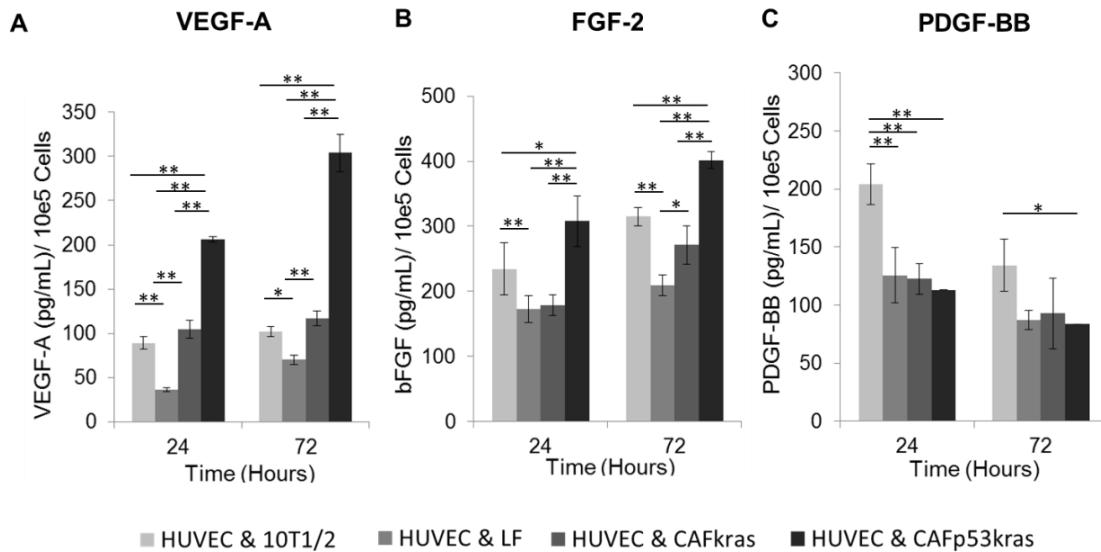 A VEGF-A
VEGF-A (pg/mL)/ 10e5 Cells
350
300
250
200
150
100
50
0
** ** **
** ** **
** **
** ** **
* **
24 72
Time (Hours)
B FGF-2
bFGF (pg/mL)/ 10e5 Cells
500
400
300
200
100
0
* ** **
**
** ** **
** *
24 72
Time (Hours)
C PDGF-BB
PDGF-BB (pg/mL)/ 10e5 Cells
300
250
200
150
100
50
0
** ** **
*
24 72
Time (Hours)
HUVEC & 10T1/2 HUVEC & LF HUVEC & CAFkras HUVEC & CAFp53kras